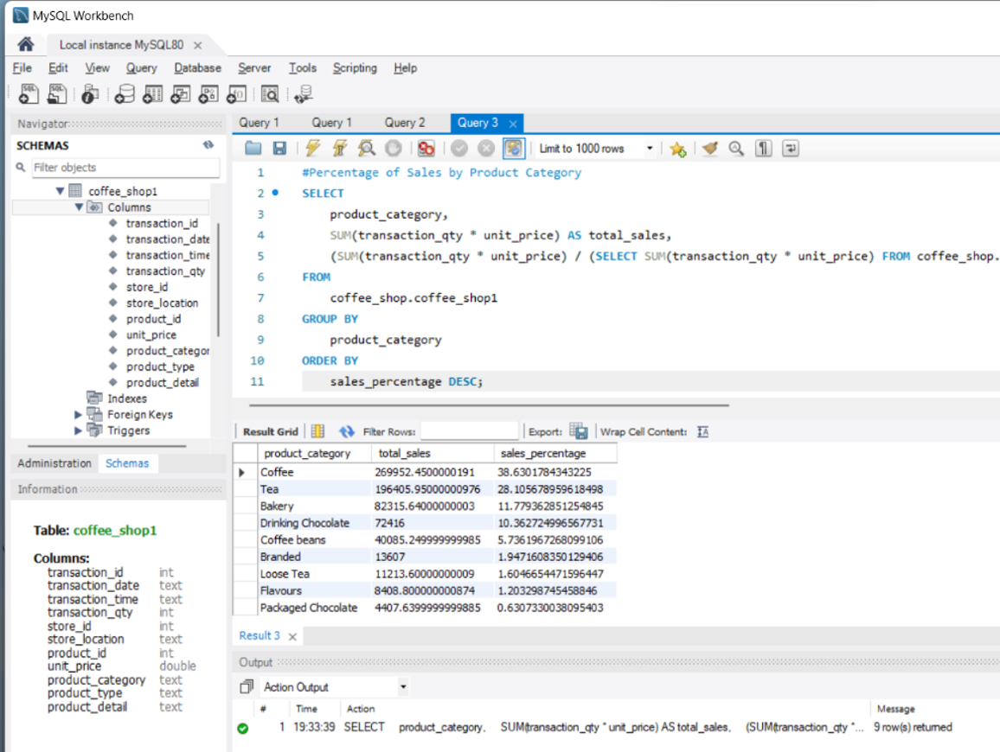 MySQL Workbench
Local instance MySQL80
File Edit View Query Database Server Tools Scripting Help
Navigator
SCHEMAS
Filter objects
coffee_shop1
Columns
transaction_id
transaction_date
transaction_time
transaction_qty
store_id
store_location
product_id
unit_price
product_categor
product_type
product_detail
Indexes
Foreign Keys
Triggers
Administration Schemas
Information
Table: coffee_shop1
Columns:
transaction_id int
transaction_date text
transaction_time text
transaction_qty int
store_id int
store_location text
product_id int
unit_price double
product_category text
product_type text
product_detail text
Query 1 Query 1 Query 2 Query 3
Limit to 1000 rows
1 #Percentage of Sales by Product Category
2 SELECT
3 product_category,
4 SUM(transaction_qty * unit_price) AS total_sales,
5 (SUM(transaction_qty * unit_price) / (SELECT SUM(transaction_qty * unit_price) FROM coffee_shop.
6 FROM
7 coffee_shop.coffee_shop1
8 GROUP BY
9 product_category
10 ORDER BY
11 sales_percentage DESC;
Result Grid Filter Rows: Export: Wrap Cell Content:
product_category total_sales sales_percentage
Coffee 269952.4500000191 38.6301784343225
Tea 196405.95000000976 28.105678959618498
Bakery 82315.64000000003 11.779362851254845
Drinking Chocolate 72416 10.362724996567731
Coffee beans 40085.249999999985 5.7361967268099106
Branded 13607 1.9471608350129406
Loose Tea 11213.60000000009 1.6046654471596447
Flavours 8408.800000000874 1.203298745458846
Packaged Chocolate 4407.6399999999885 0.6307330038095403
Result 3
Output
Action Output
# Time Action Message
1 19:33:39 SELECT product_category, SUM(transaction_qty * unit_price) AS total_sales, (SUM(transaction_qty *... 9 row(s) returned